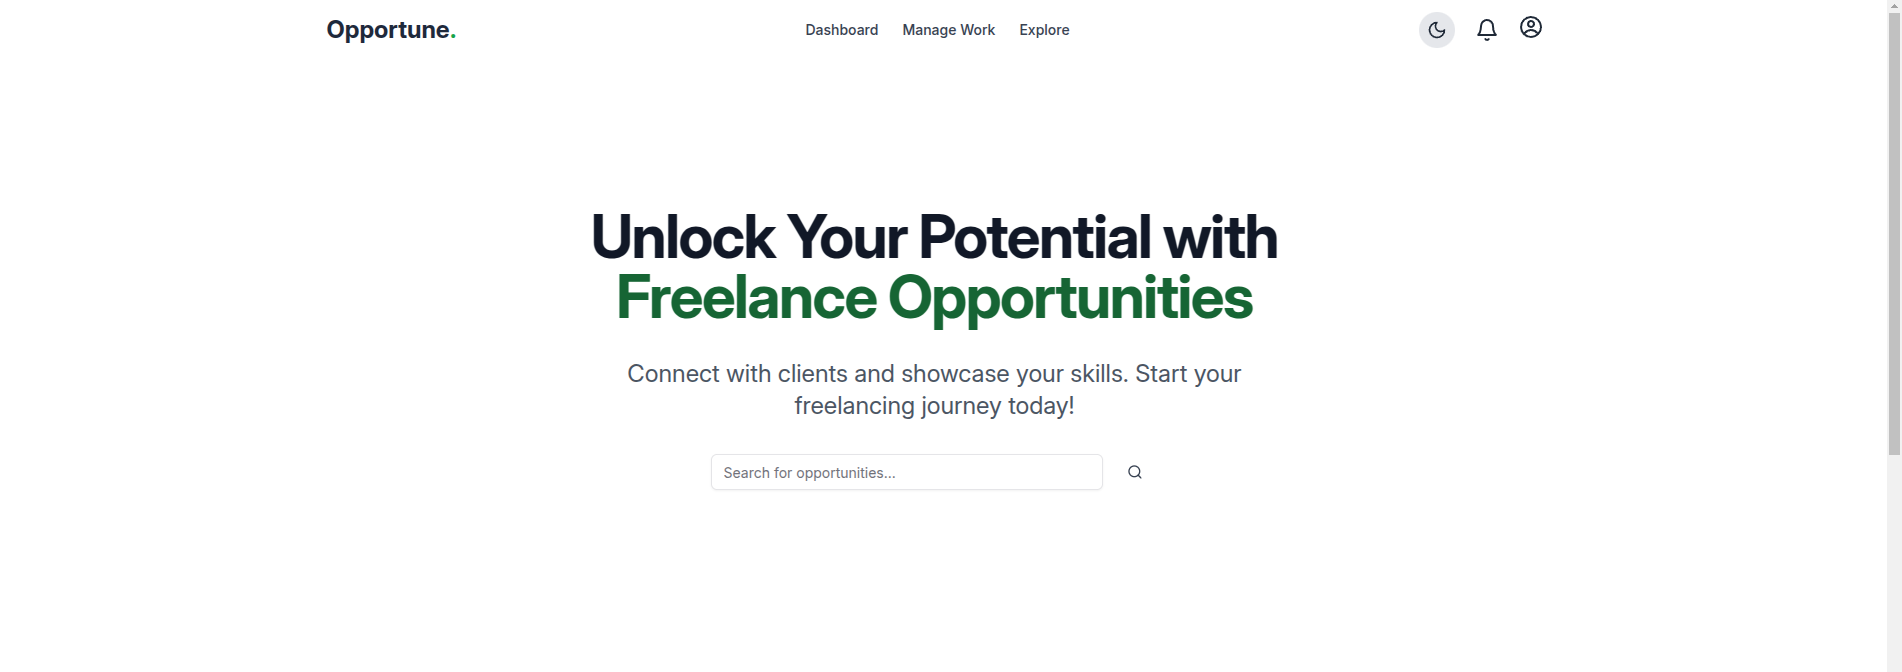 Opportune.
Dashboard Manage Work Explore
Unlock Your Potential with
Freelance Opportunities
Connect with clients and showcase your skills. Start your
freelancing journey today!
Search for opportunities...